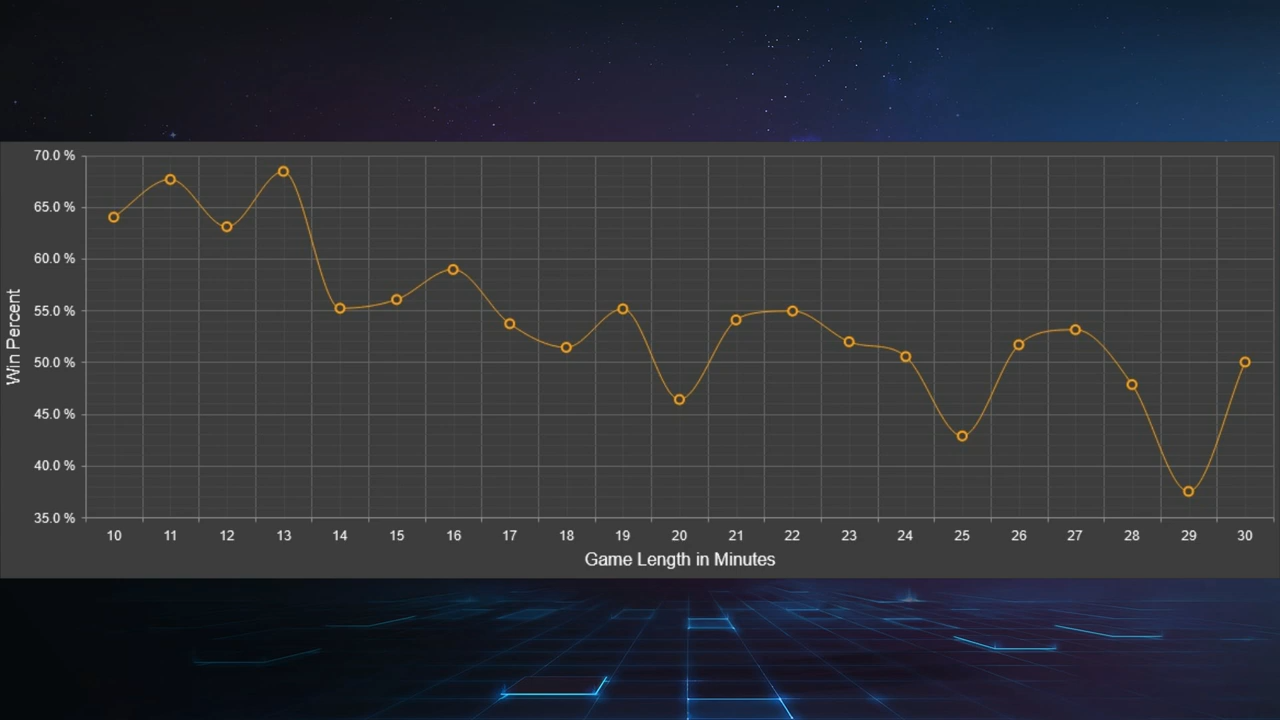 70.0 %
65.0 %
60.0 %
55.0 %
50.0 %
45.0 %
40.0 %
35.0 %
Win Percent
10 11 12 13 14 15 16 17 18 19 20 21 22 23 24 25 26 27 28 29 30
Game Length in Minutes